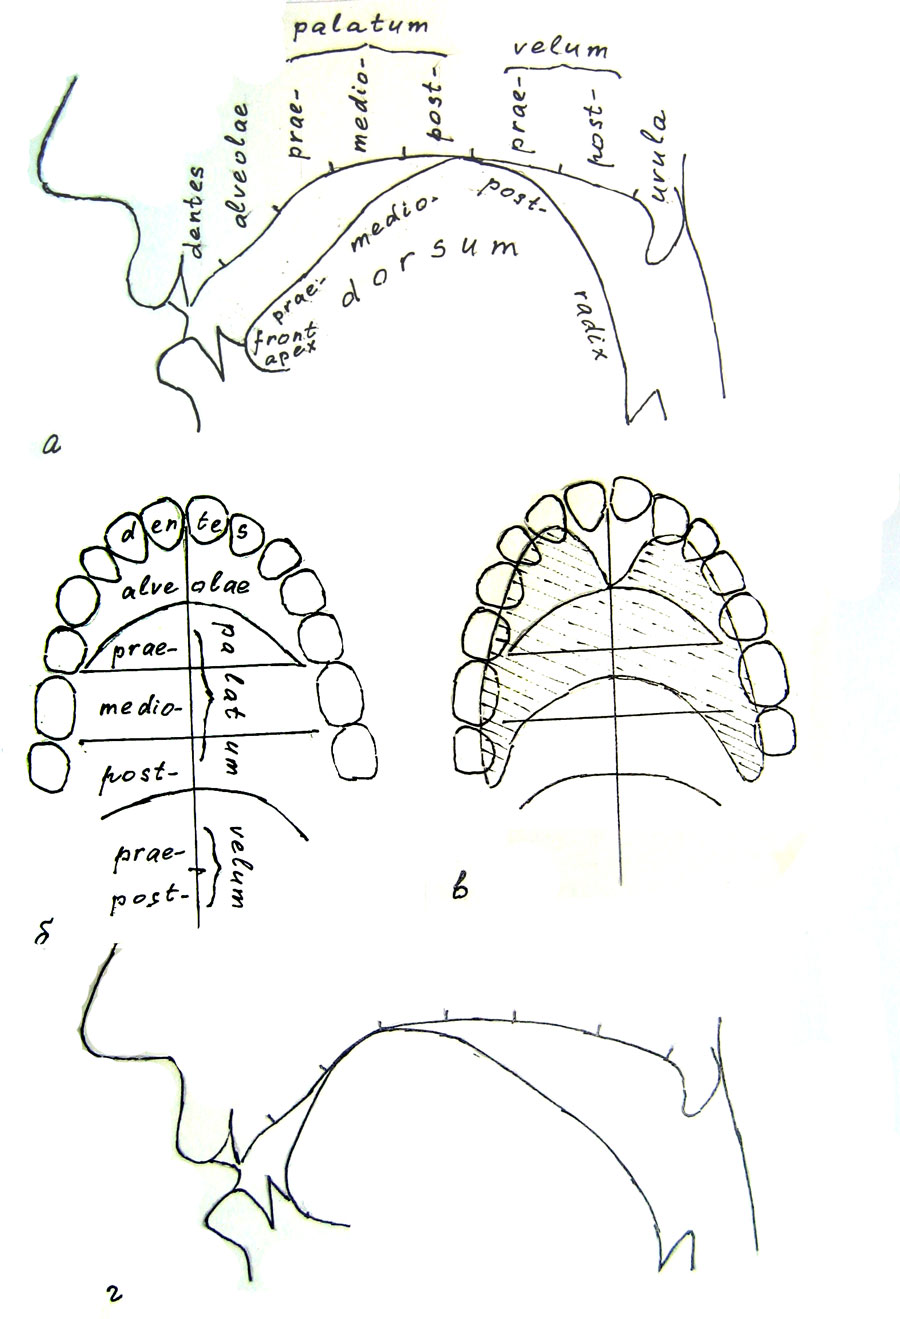 palatum
velum
prae-
medio-
post-
prae-
post-
uvula
alveolae
dentes
post-
medio-
dorsum
prae-
front
apex
radix
а
dentes
alveolae
prae-
palatum
medio-
post-
prae-
velum
post-
б
в
г